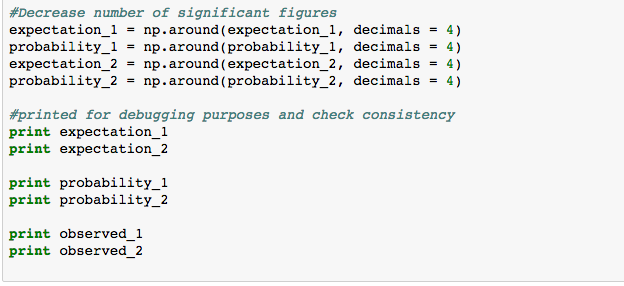 #Decrease number of significant figures
expectation_1 = np.around(expectation_1, decimals = 4)
probability_1 = np.around(probability_1, decimals = 4)
expectation_2 = np.around(expectation_2, decimals = 4)
probability_2 = np.around(probability_2, decimals = 4)
#printed for debugging purposes and check consistency
print expectation_1
print expectation_2
print probability_1
print probability_2
print observed_1
print observed_2